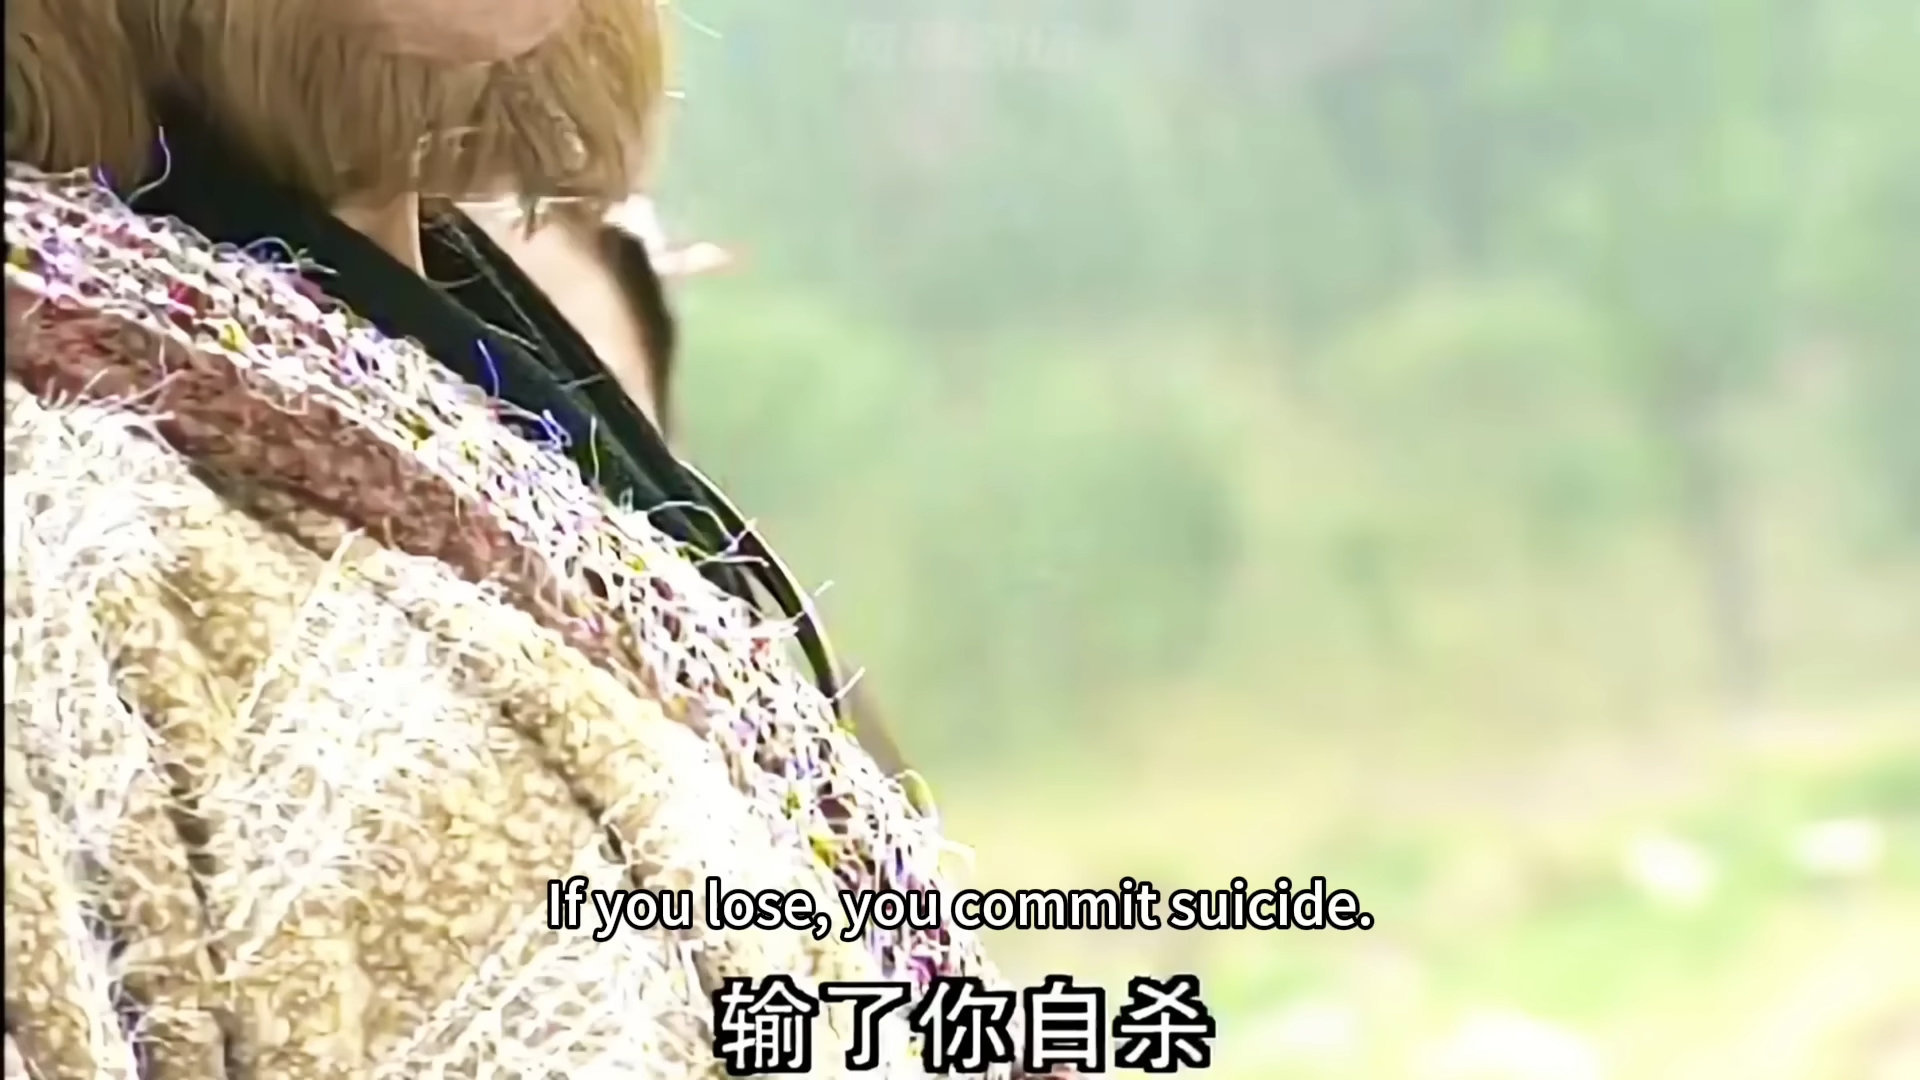 If you lose, you commit suicide.
输了你自杀